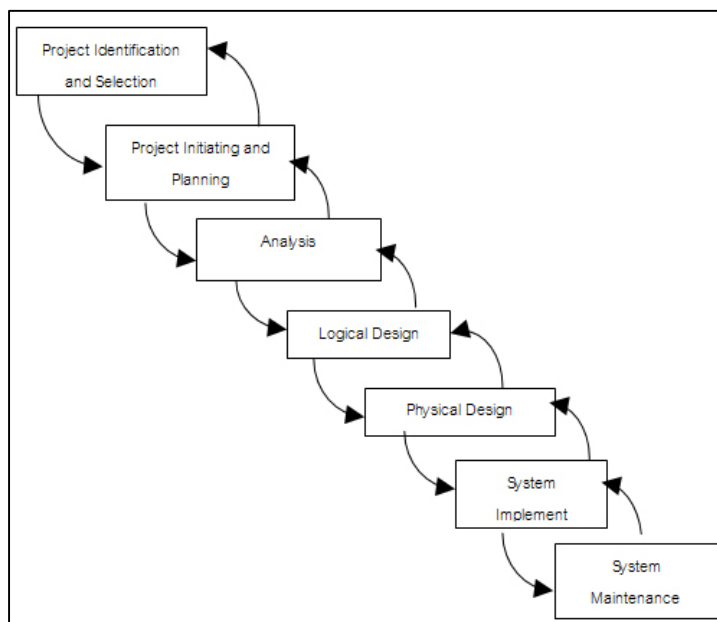 Project Identification
and Selection
Project Initiating and
Planning
Analysis
Logical Design
Physical Design
System
Implement
System
Maintenance